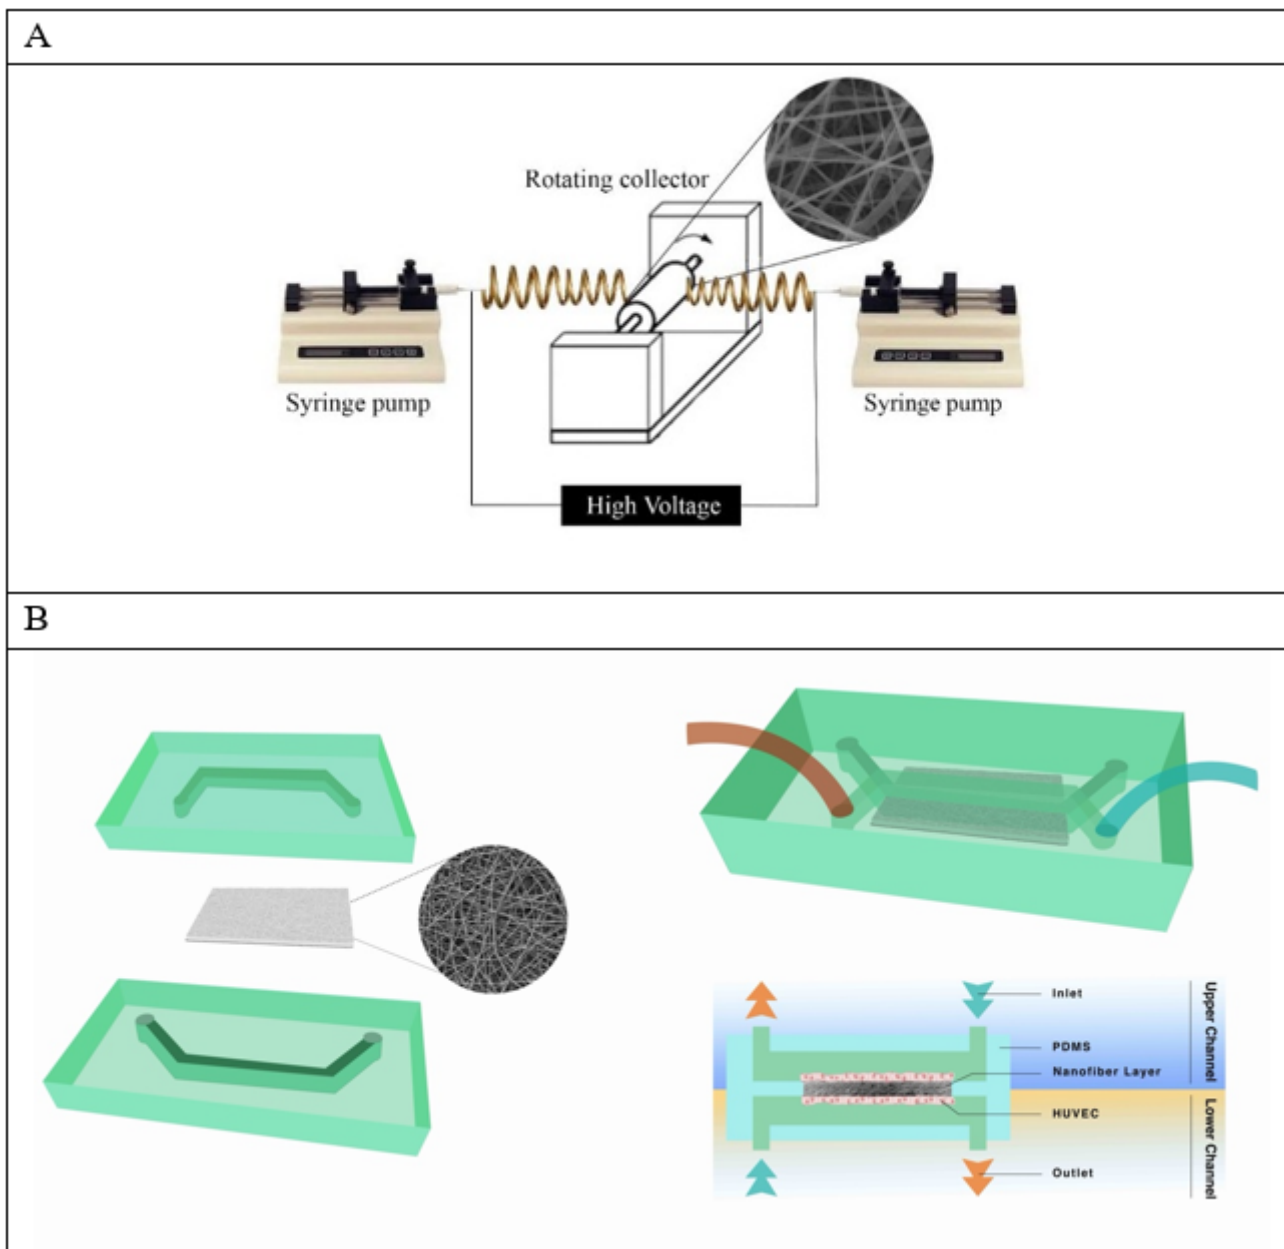 A
Rotating collector
Syringe pump
Syringe pump
High Voltage
B
Inlet
PDMS
Nanofiber Layer
HUVEC
Outlet
Upper Channel
Lower Channel